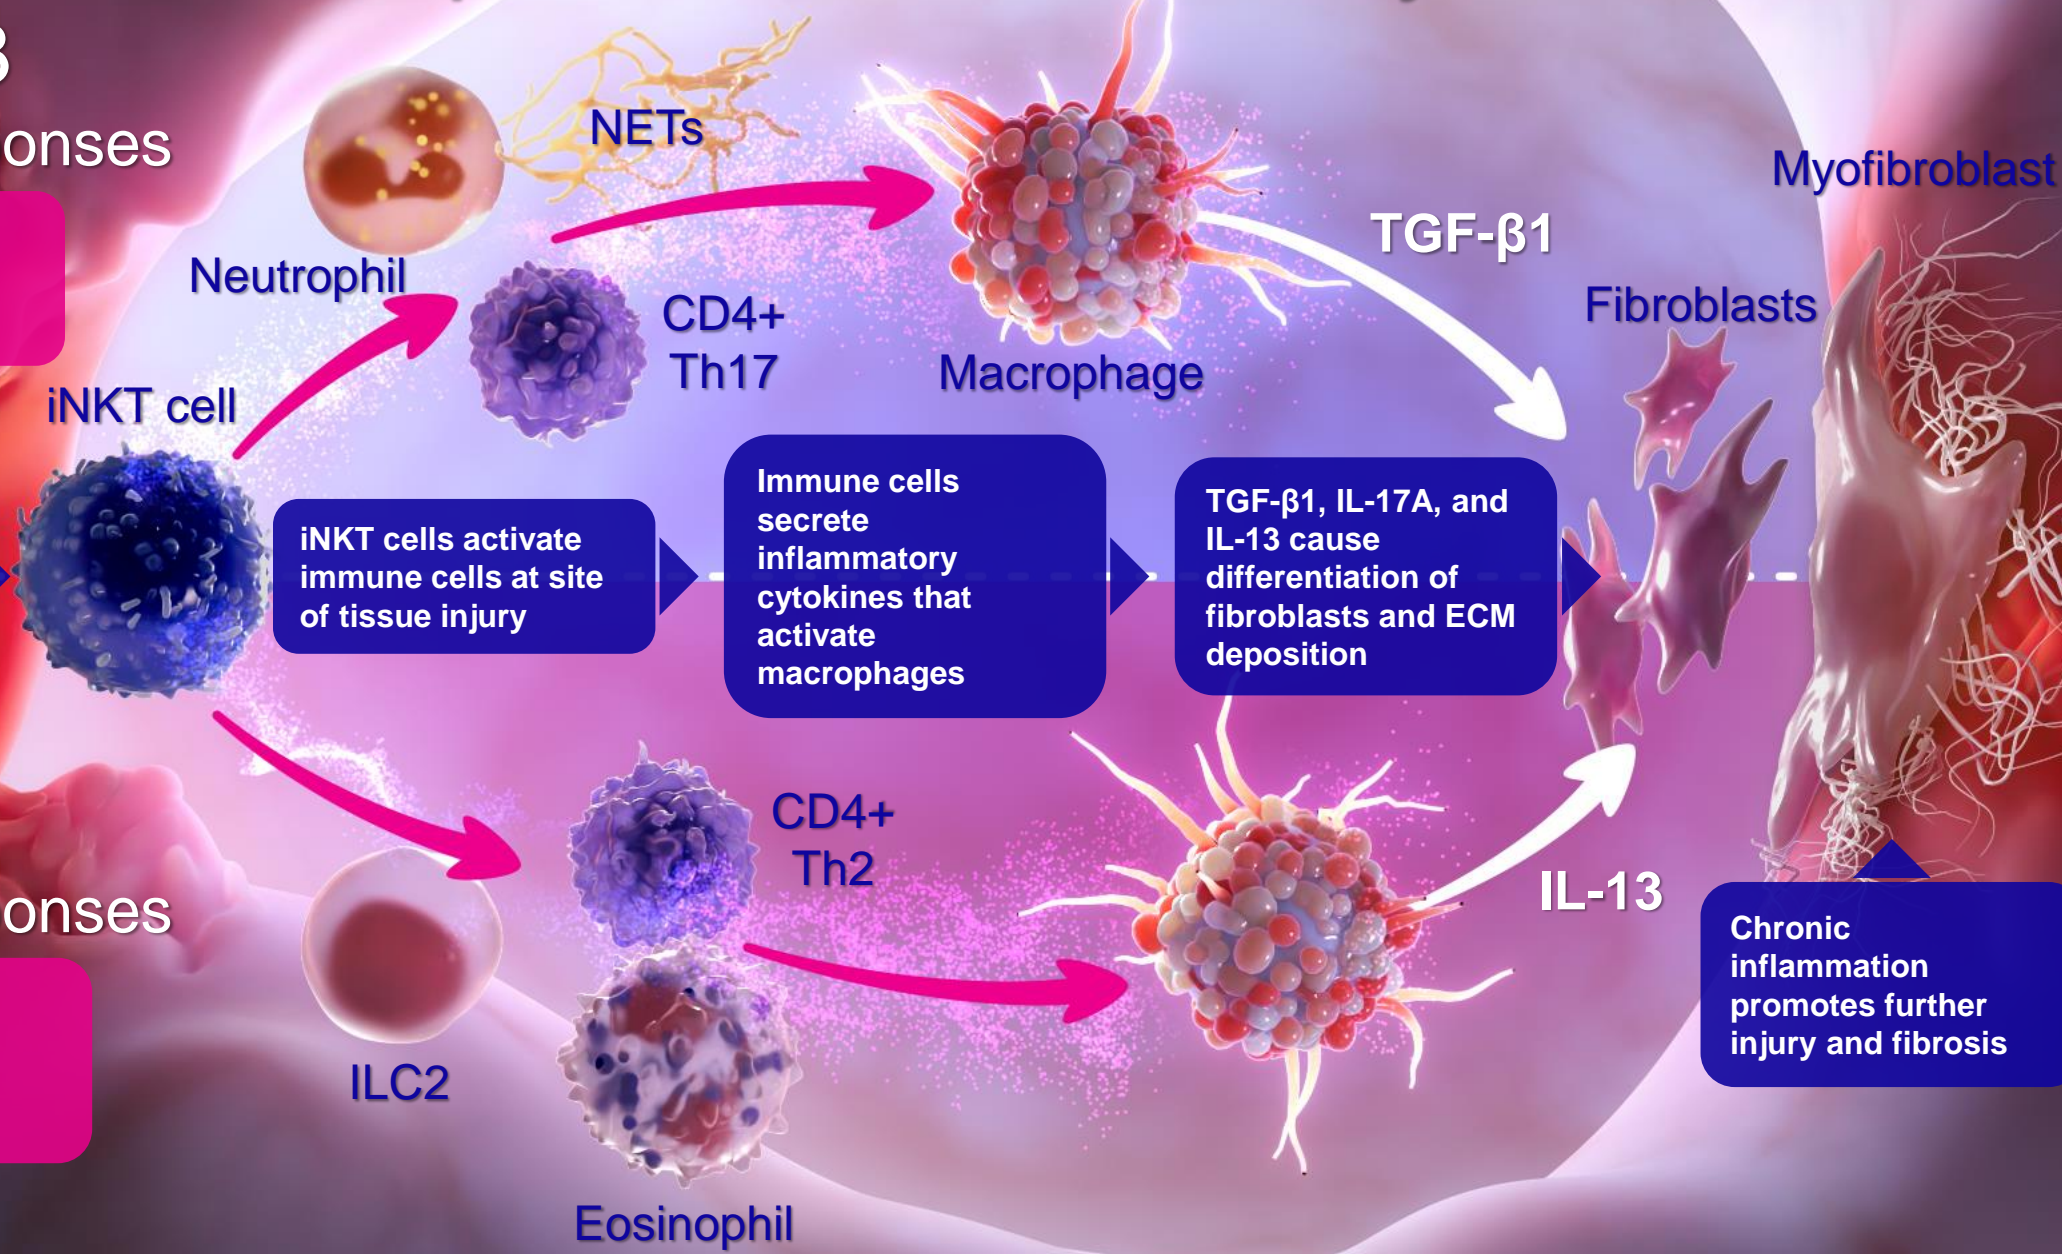 NETs
Myofibroblast
TGF-β1
Neutrophil
Fibroblasts
CD4+
Th17
Macrophage
iNKT cell
iNKT cells activate
immune cells at site
of tissue injury
Immune cells
secrete
inflammatory
cytokines that
activate
macrophages
TGF-β1, IL-17A, and
IL-13 cause
differentiation of
fibroblasts and ECM
deposition
CD4+
Th2
IL-13
Chronic
inflammation
promotes further
injury and fibrosis
ILC2
Eosinophil